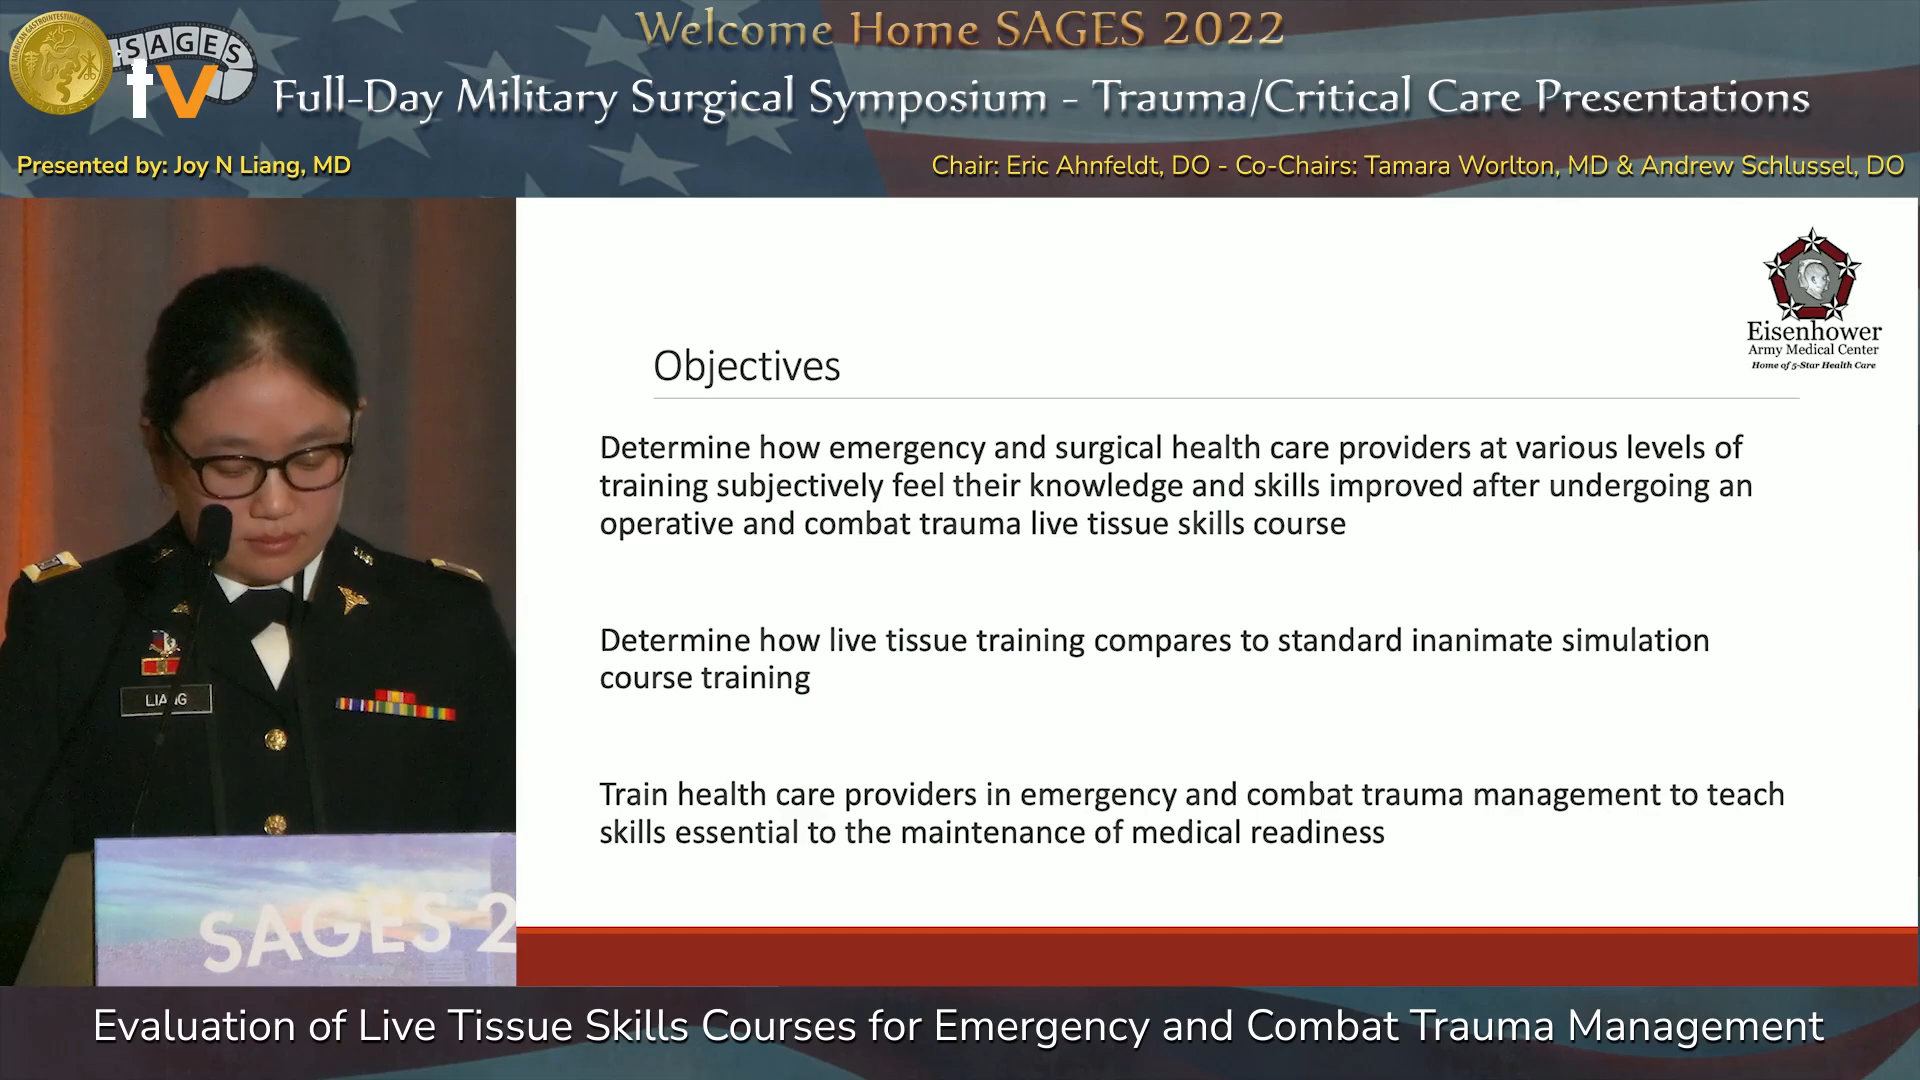 Welcome Home SAGES 2022
SAGES
tv
Full-Day Military Surgical Symposium - Trauma/Critical Care Presentations
Presented by: Joy N Liang, MD
Chair: Eric Ahnfeldt, DO - Co-Chairs: Tamara Worlton, MD & Andrew Schlussel, DO
Eisenhower
Army Medical Center
Home of 5-Star Health Care
Objectives
Determine how emergency and surgical health care providers at various levels of
training subjectively feel their knowledge and skills improved after undergoing an
operative and combat trauma live tissue skills course
Determine how live tissue training compares to standard inanimate simulation
course training
Train health care providers in emergency and combat trauma management to teach
skills essential to the maintenance of medical readiness
LIANG
SAGES 2
Evaluation of Live Tissue Skills Courses for Emergency and Combat Trauma Management